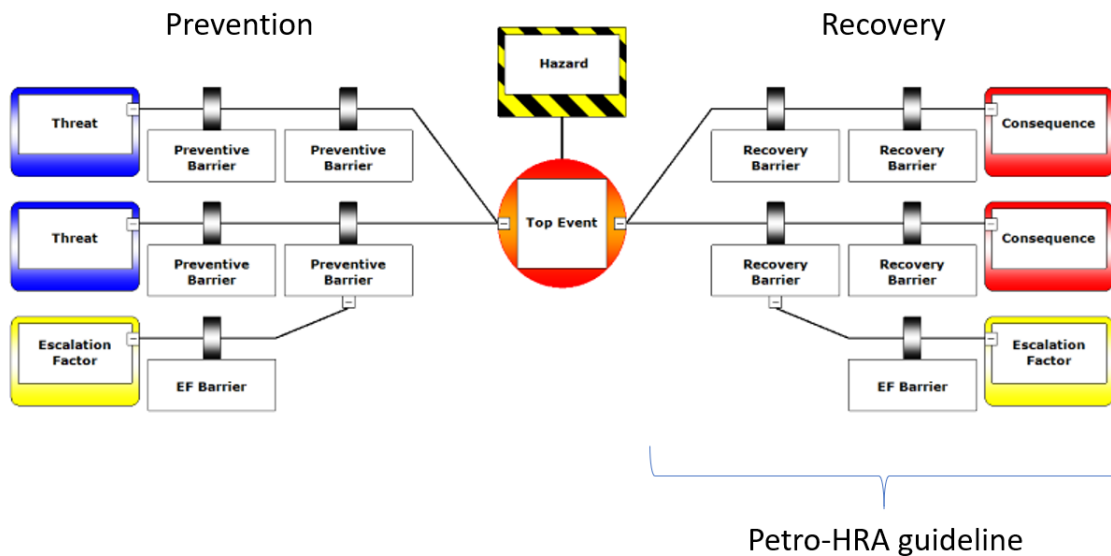 Prevention
Recovery
Hazard
Threat
Preventive
Barrier
Preventive
Barrier
Recovery
Barrier
Recovery
Barrier
Consequence
Top Event
Threat
Preventive
Barrier
Preventive
Barrier
Recovery
Barrier
Recovery
Barrier
Consequence
Escalation
Factor
EF Barrier
EF Barrier
Escalation
Factor
Petro-HRA guideline